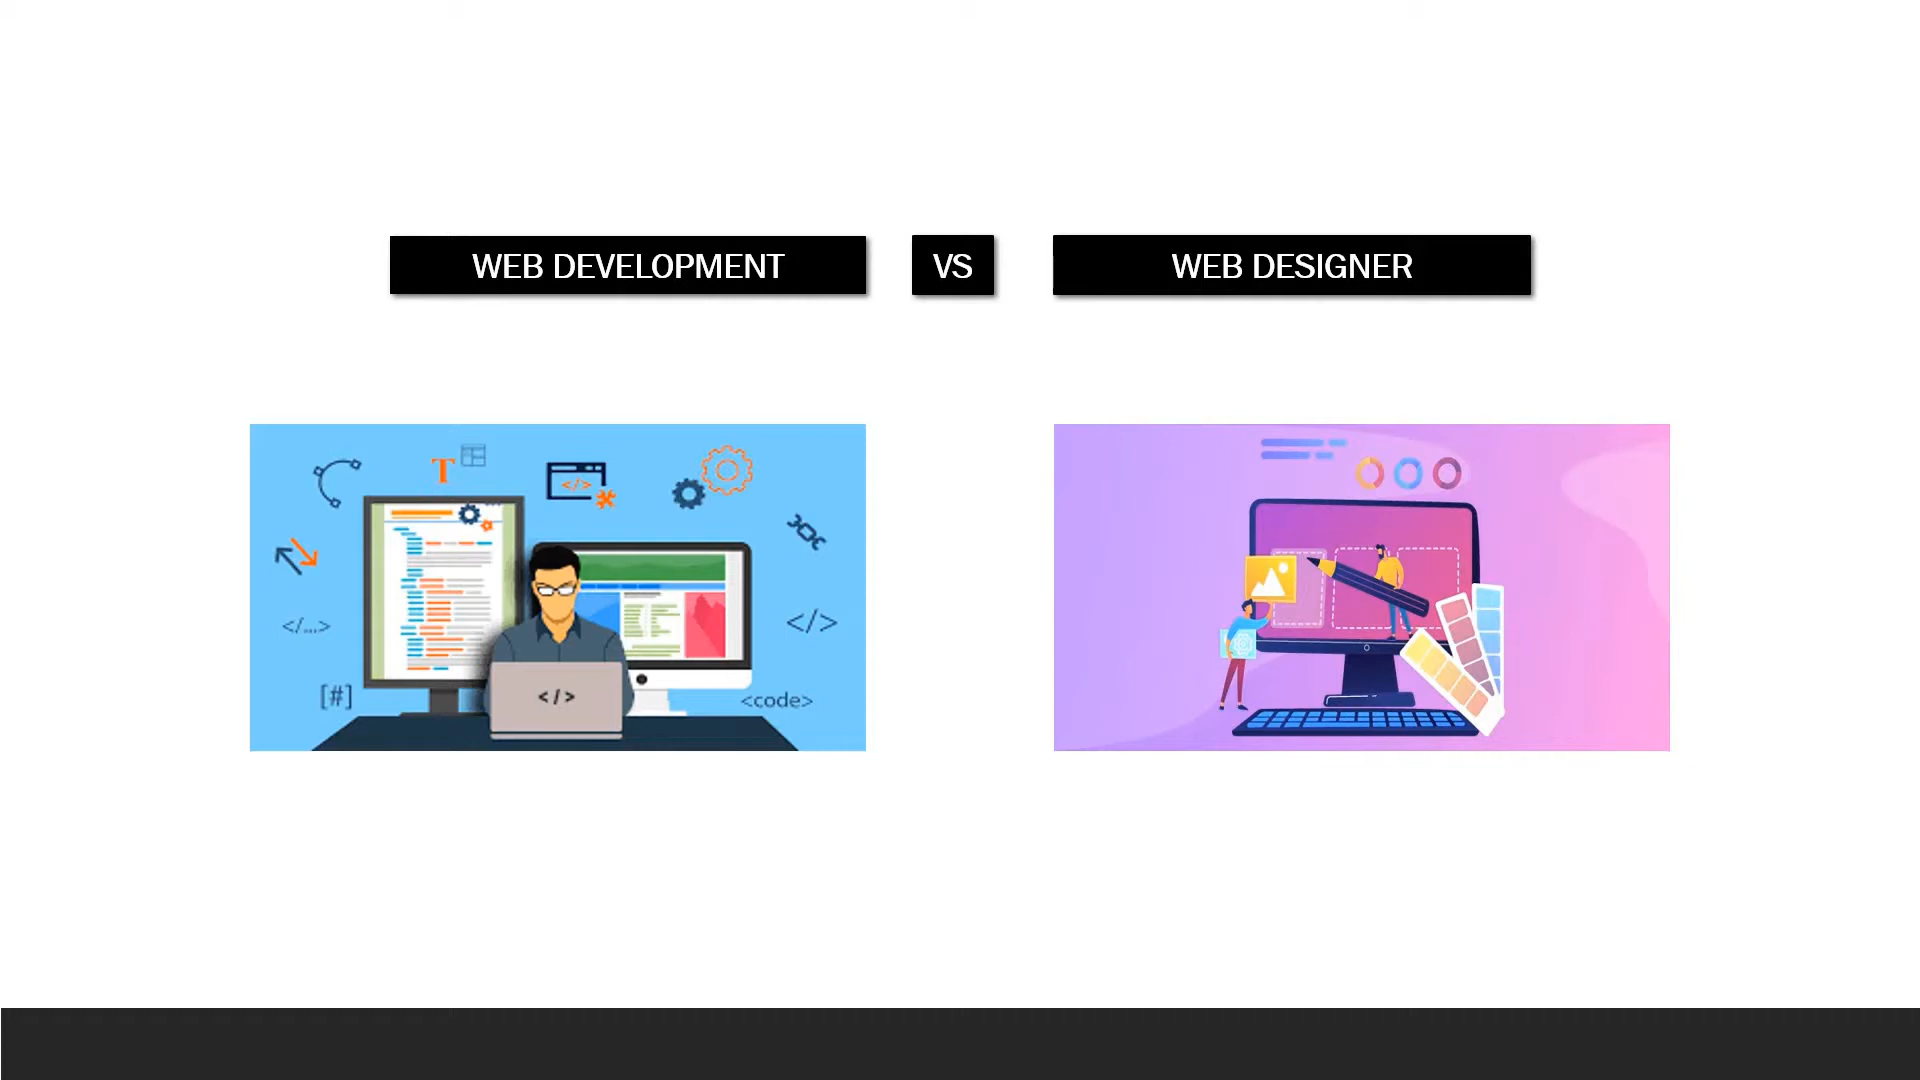 WEB DEVELOPMENT
VS
WEB DESIGNER
T
</>
</...>
</>
[#]
</>
<code>